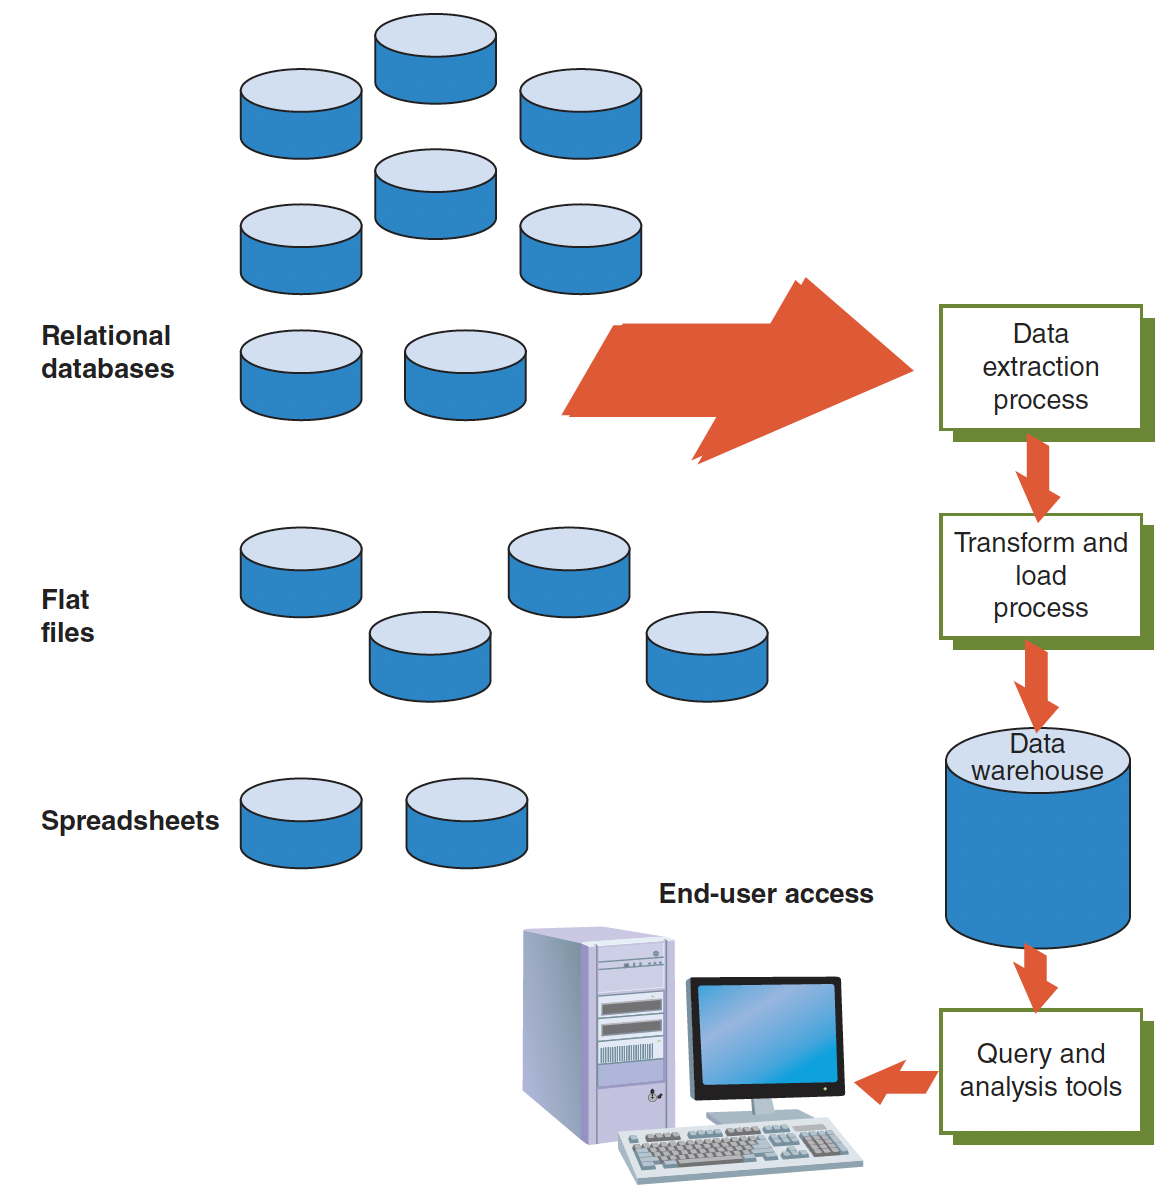 Relational
databases
Data
extraction
process
Transform and
load
process
Flat
files
Data
warehouse
Spreadsheets
End-user access
Query and
analysis tools